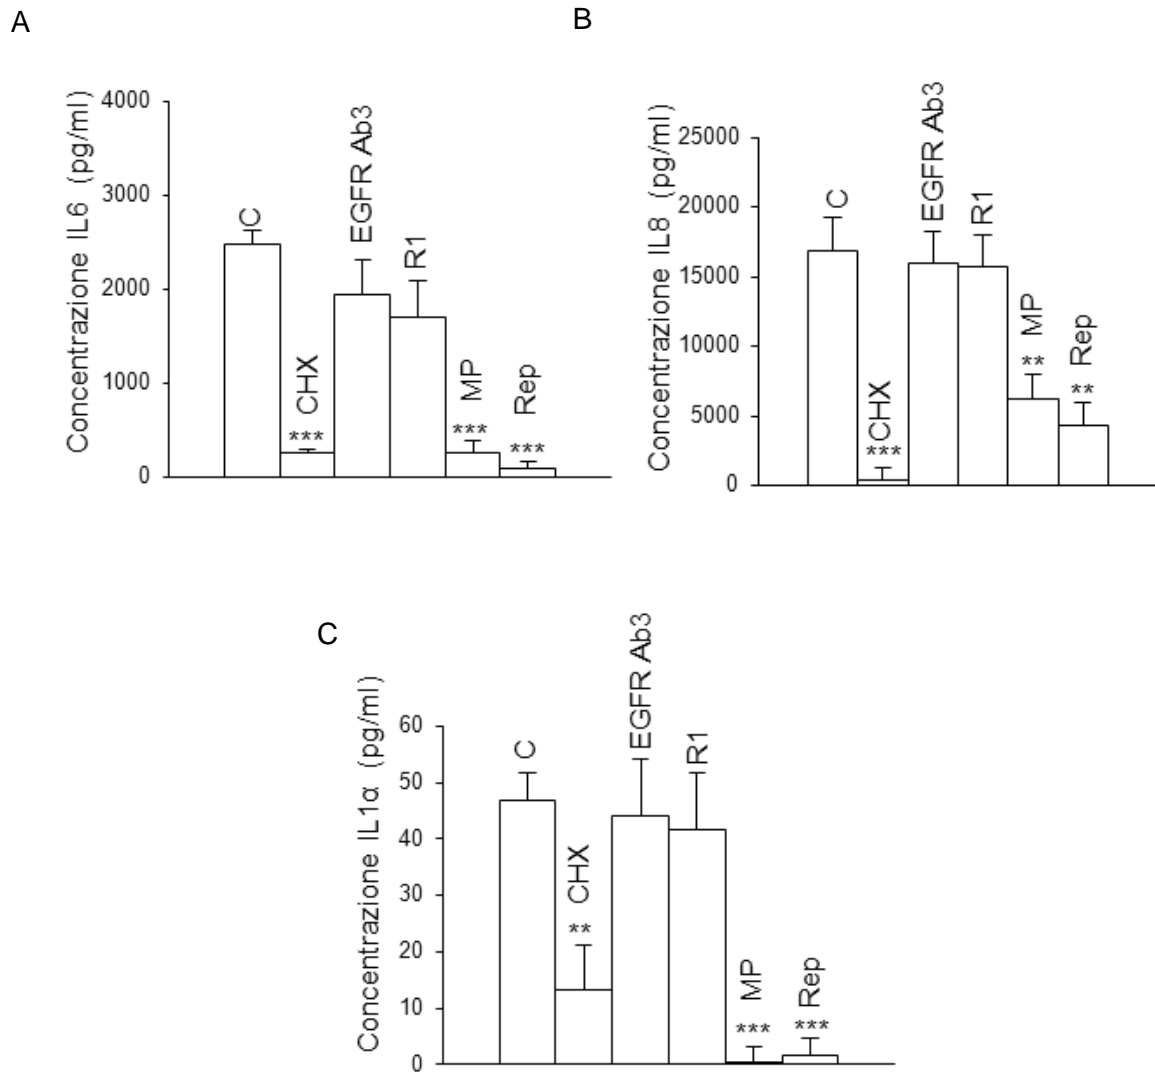 A
Concentrazione IL6 (pg/ml)
4000
3000
2000
1000
0
C
CHX
***
EGFR Ab3
R1
MP
***
Rep
***
B
Concentrazione IL8 (pg/ml)
25000
20000
15000
10000
5000
0
C
CHX
***
EGFR Ab3
R1
MP
**
Rep
**
C
Concentrazione IL1α (pg/ml)
60
50
40
30
20
10
0
C
CHX
**
EGFR Ab3
R1
MP
***
Rep
***